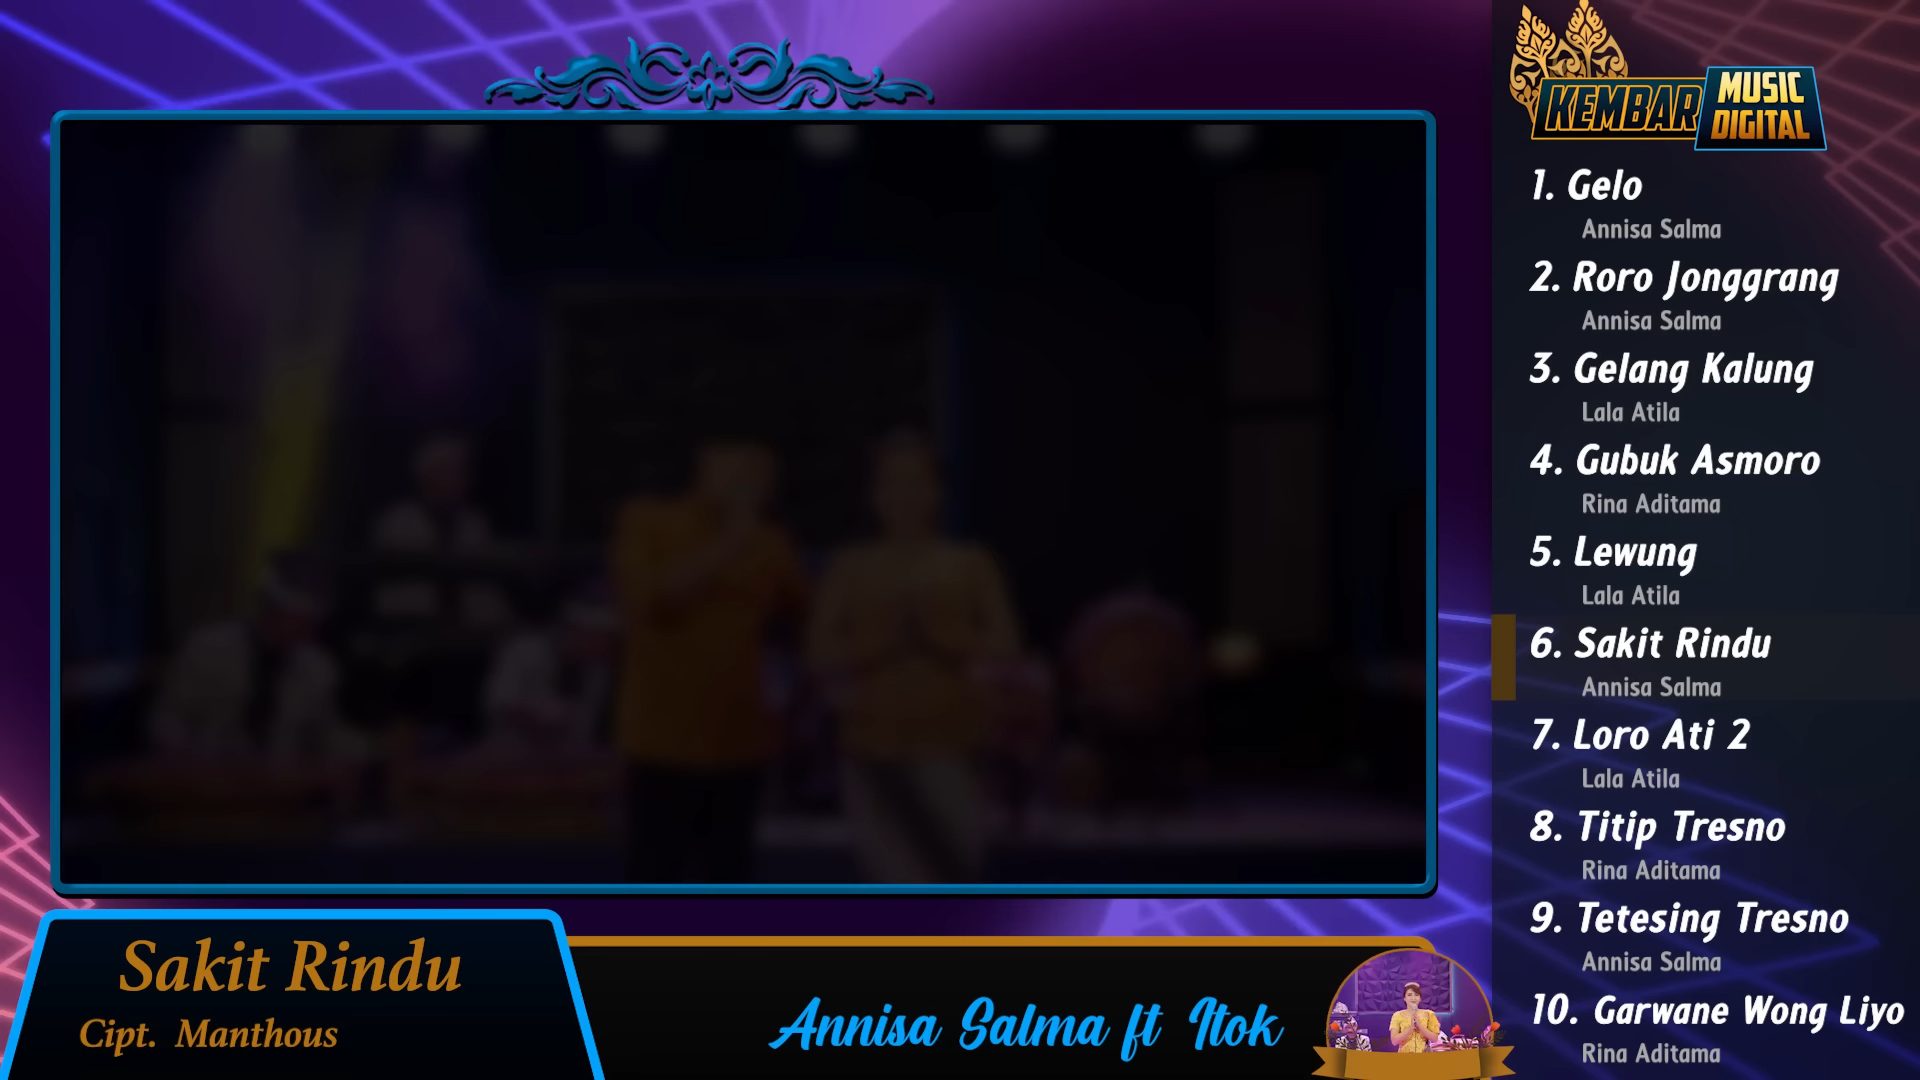 KEMBAR
MUSIC
DIGITAL
1. Gelo
Annisa Salma
2. Roro Jonggrang
Annisa Salma
3. Gelang Kalung
Lala Atila
4. Gubuk Asmoro
Rina Aditama
5. Lewung
Lala Atila
6. Sakit Rindu
Annisa Salma
7. Loro Ati 2
Lala Atila
8. Titip Tresno
Rina Aditama
9. Tetesing Tresno
Annisa Salma
10. Garwane Wong Liyo
Rina Aditama
Sakit Rindu
Cipt. Manthous
Annisa Salma ft Itok